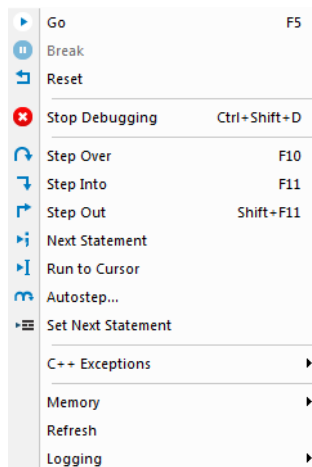 Go F5
Break
Reset
Stop Debugging Ctrl+Shift+D
Step Over F10
Step Into F11
Step Out Shift+F11
Next Statement
Run to Cursor
Autostep...
Set Next Statement
C++ Exceptions
Memory
Refresh
Logging